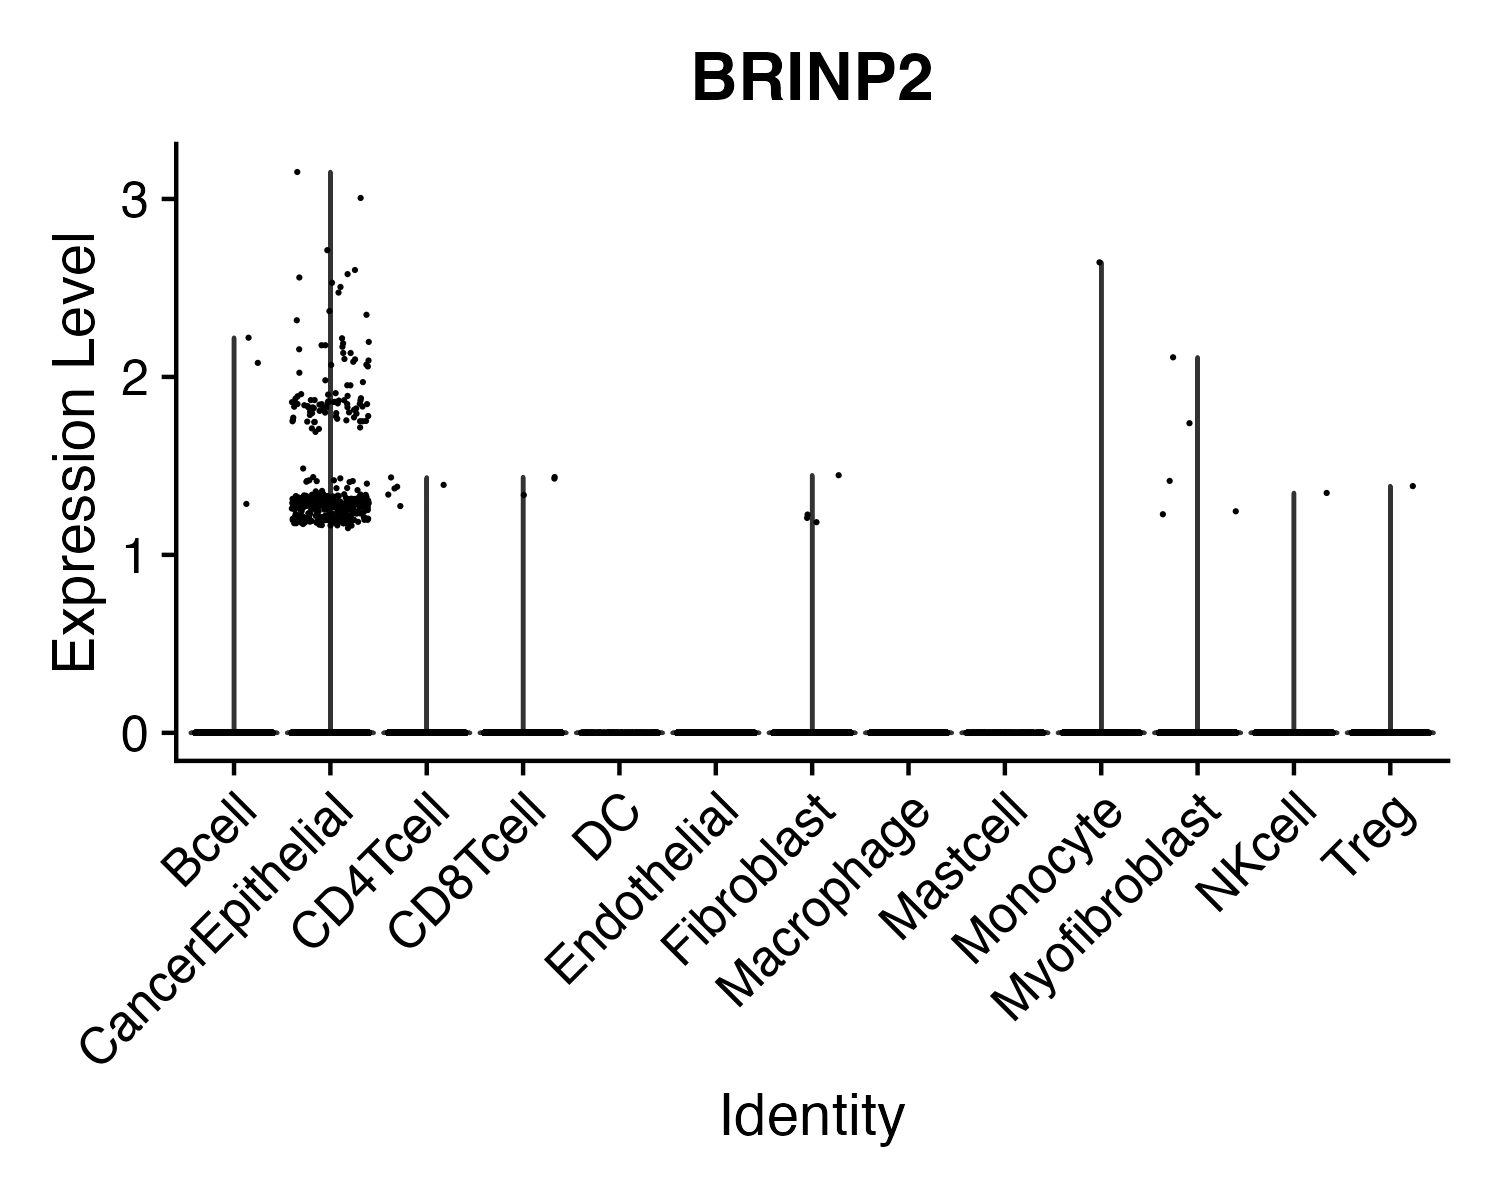 BRINP2
Expression Level
3
2
1
0
Bcell
CancerEpithelial
CD4Tcell
CD8Tcell
DC
Endothelial
Fibroblast
Macrophage
Mastcell
Monocyte
Myofibroblast
NKcell
Treg
Identity